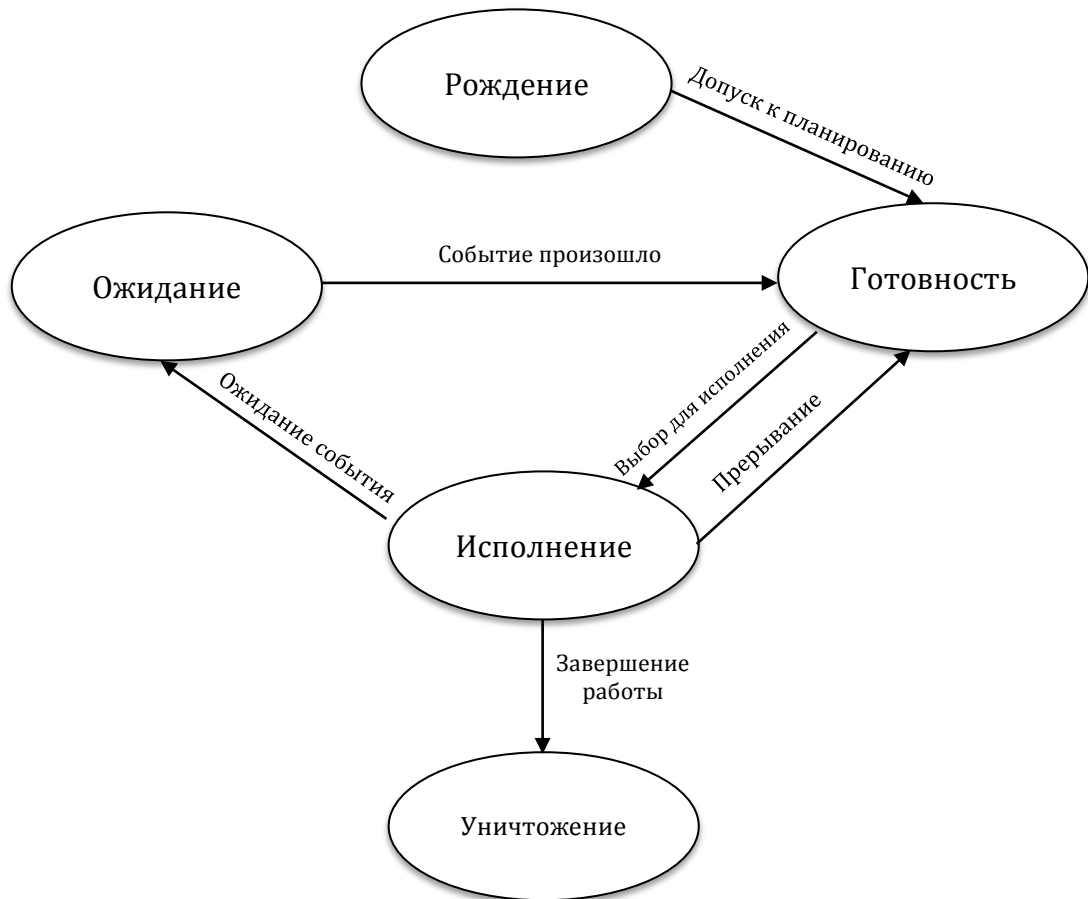 Рождение
Допуск к планированию
Событие произошло
Ожидание
Готовность
Выбор для исполнения
Ожидание события
Прерывание
Исполнение
Завершение
работы
Уничтожение